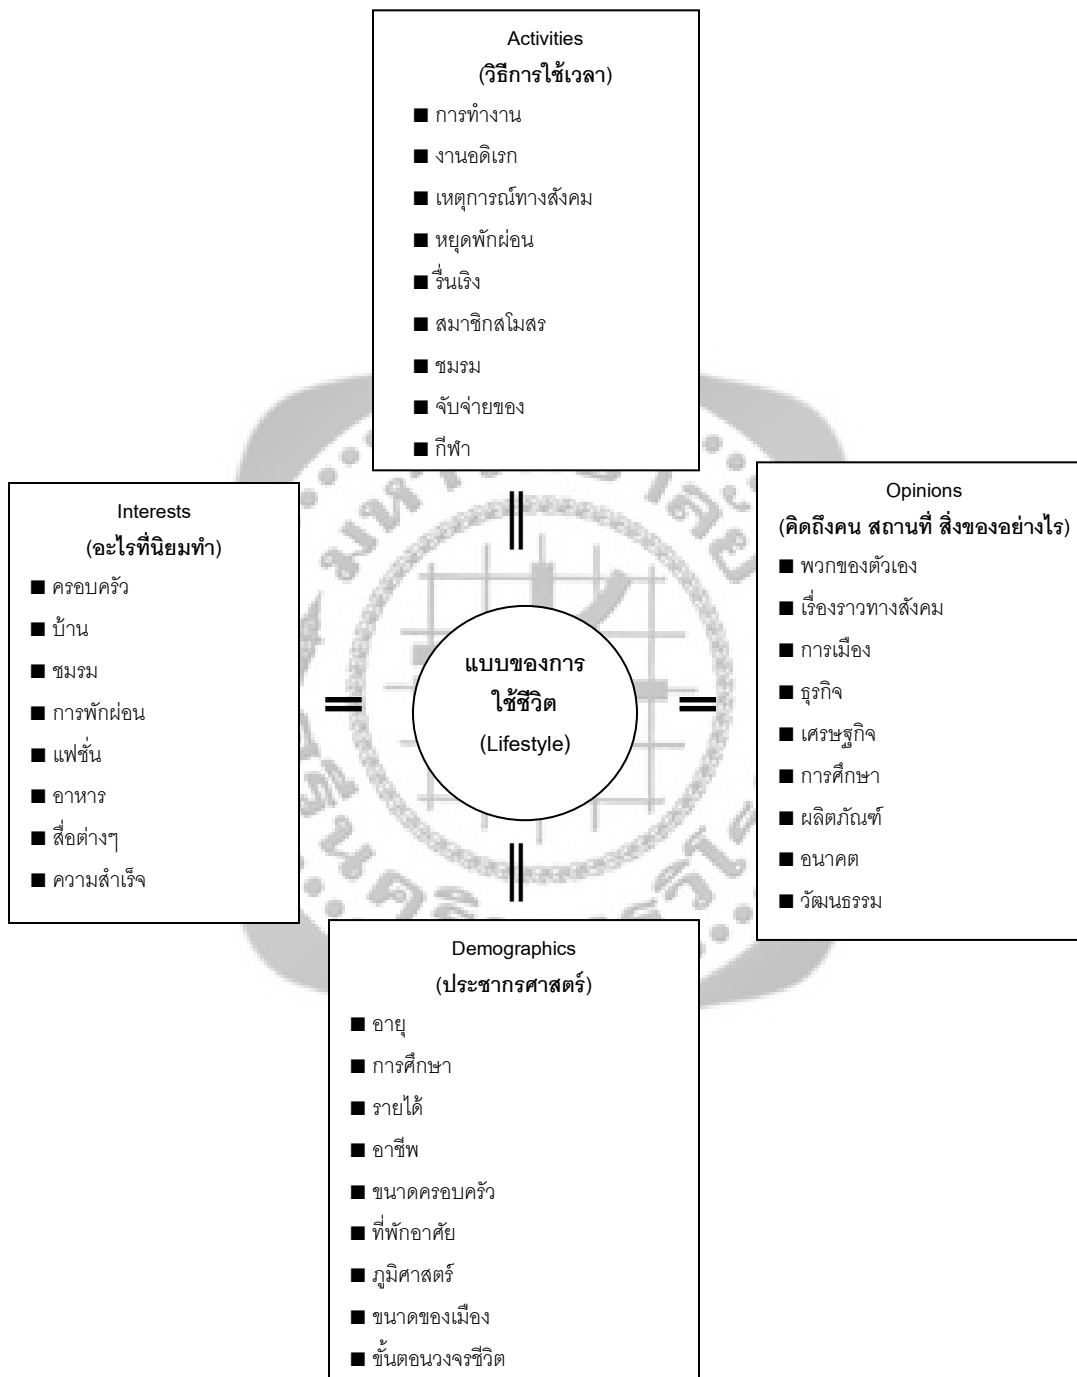 Activities
(วิธีการใช้เวลา)
■ การทำงาน
■ งานอดิเรก
■ เหตุการณ์ทางสังคม
■ หยุดพักผ่อน
■ รื่นเริง
■ สมาชิกสโมสร
■ ชมรม
■ จับจ่ายของ
■ กีฬา
Interests
(อะไรที่นิยมทำ)
■ ครอบครัว
■ บ้าน
■ ชมรม
■ การพักผ่อน
■ แฟชั่น
■ อาหาร
■ สื่อต่างๆ
■ ความสำเร็จ
แบบของการ
ใช้ชีวิต
(Lifestyle)
Opinions
(คิดถึงคน สถานที่ สิ่งของอย่างไร)
■ พวกของตัวเอง
■ เรื่องราวทางสังคม
■ การเมือง
■ ธุรกิจ
■ เศรษฐกิจ
■ การศึกษา
■ ผลิตภัณฑ์
■ อนาคต
■ วัฒนธรรม
Demographics
(ประชากรศาสตร์)
■ อายุ
■ การศึกษา
■ รายได้
■ อาชีพ
■ ขนาดครอบครัว
■ ที่พักอาศัย
■ ภูมิศาสตร์
■ ขนาดของเมือง
■ ขั้นตอนวงจรชีวิต